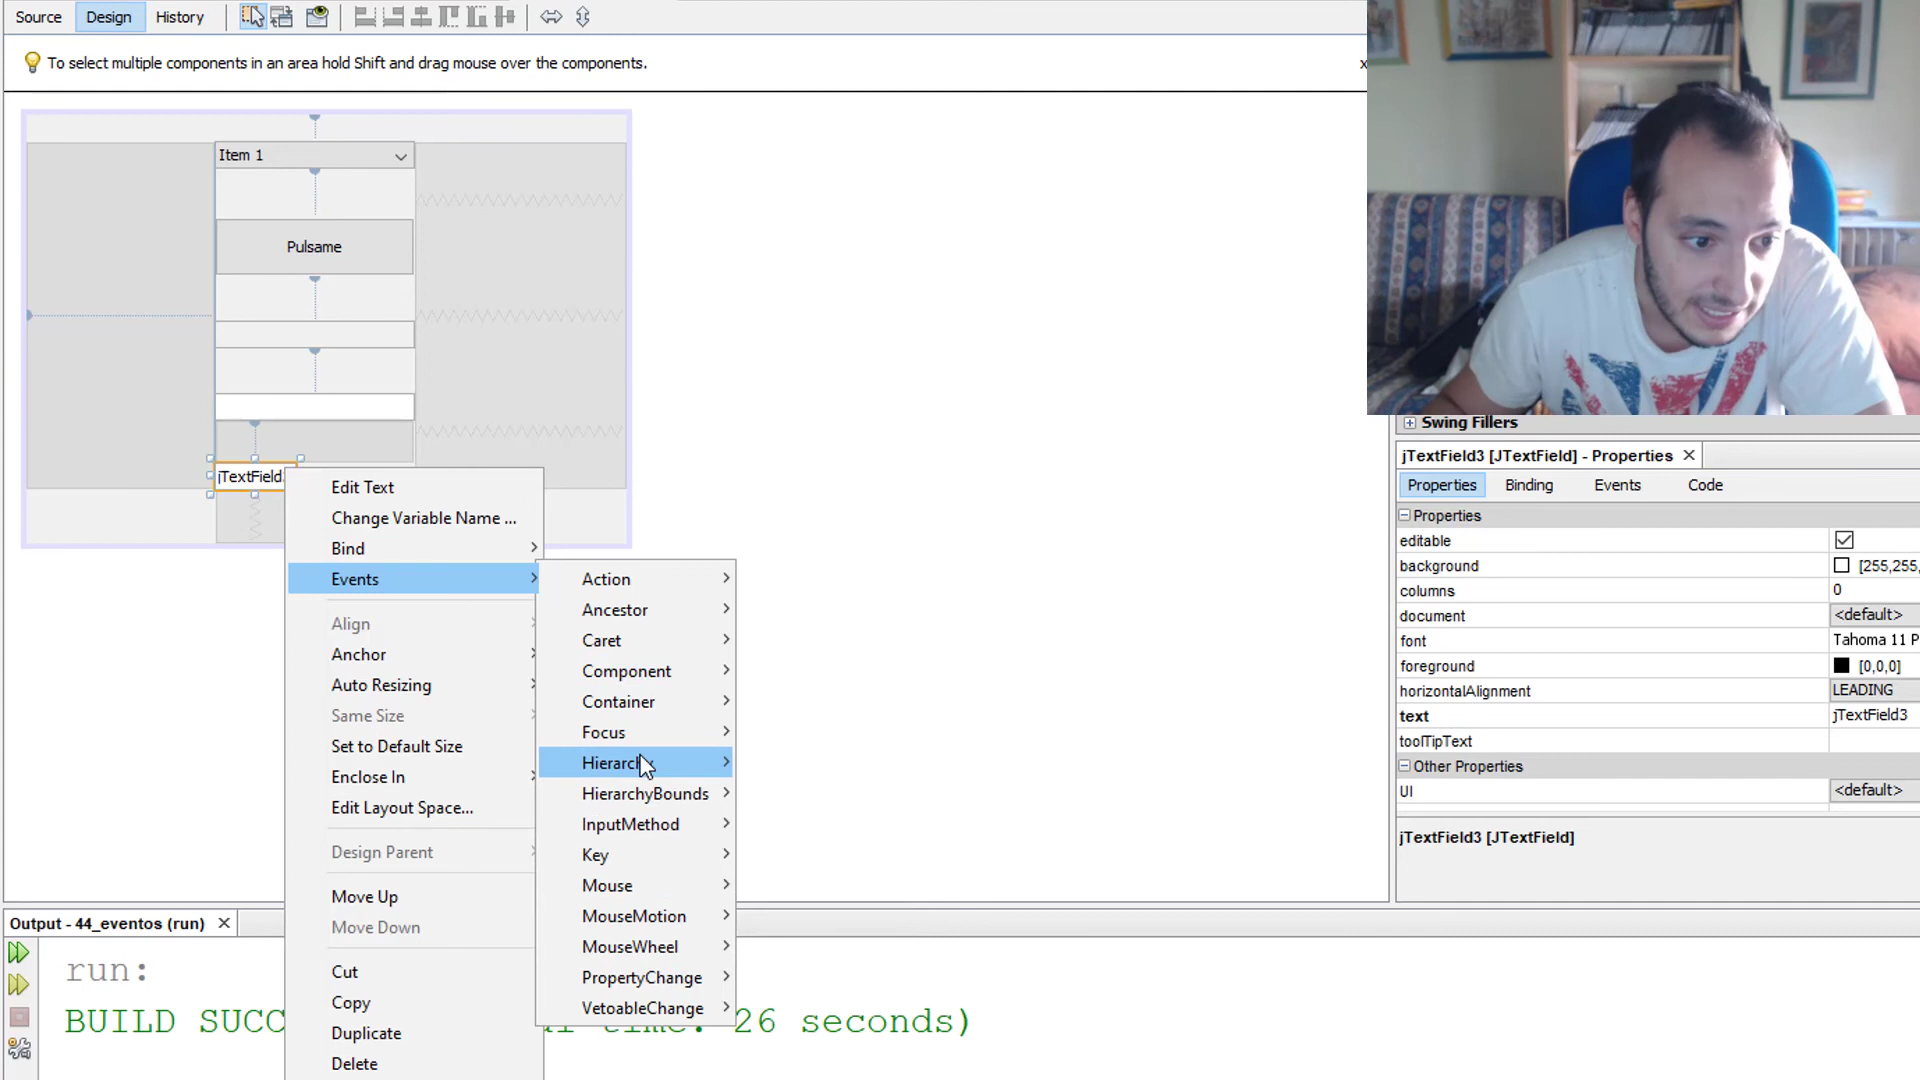 Source Design History
To select multiple components in an area hold Shift and drag mouse over the components.
x
Item 1
Pulsame
jTextField3
Edit Text
Change Variable Name ...
Bind
Events
Align
Anchor
Auto Resizing
Same Size
Set to Default Size
Enclose In
Edit Layout Space...
Design Parent
Move Up
Move Down
Cut
Copy
Duplicate
Delete
Action
Ancestor
Caret
Component
Container
Focus
Hierarchy
HierarchyBounds
InputMethod
Key
Mouse
MouseMotion
MouseWheel
PropertyChange
VetoableChange
Swing Fillers
jTextField3 [JTextField] - Properties
Properties Binding Events Code
Properties
editable
background [255,255,
columns 0
document <default>
font Tahoma 11 P
foreground [0,0,0]
horizontalAlignment LEADING
text jTextField3
toolTipText
Other Properties
UI <default>
jTextField3 [JTextField]
Output - 44_eventos (run)
run:
BUILD SUCC time: 26 seconds)